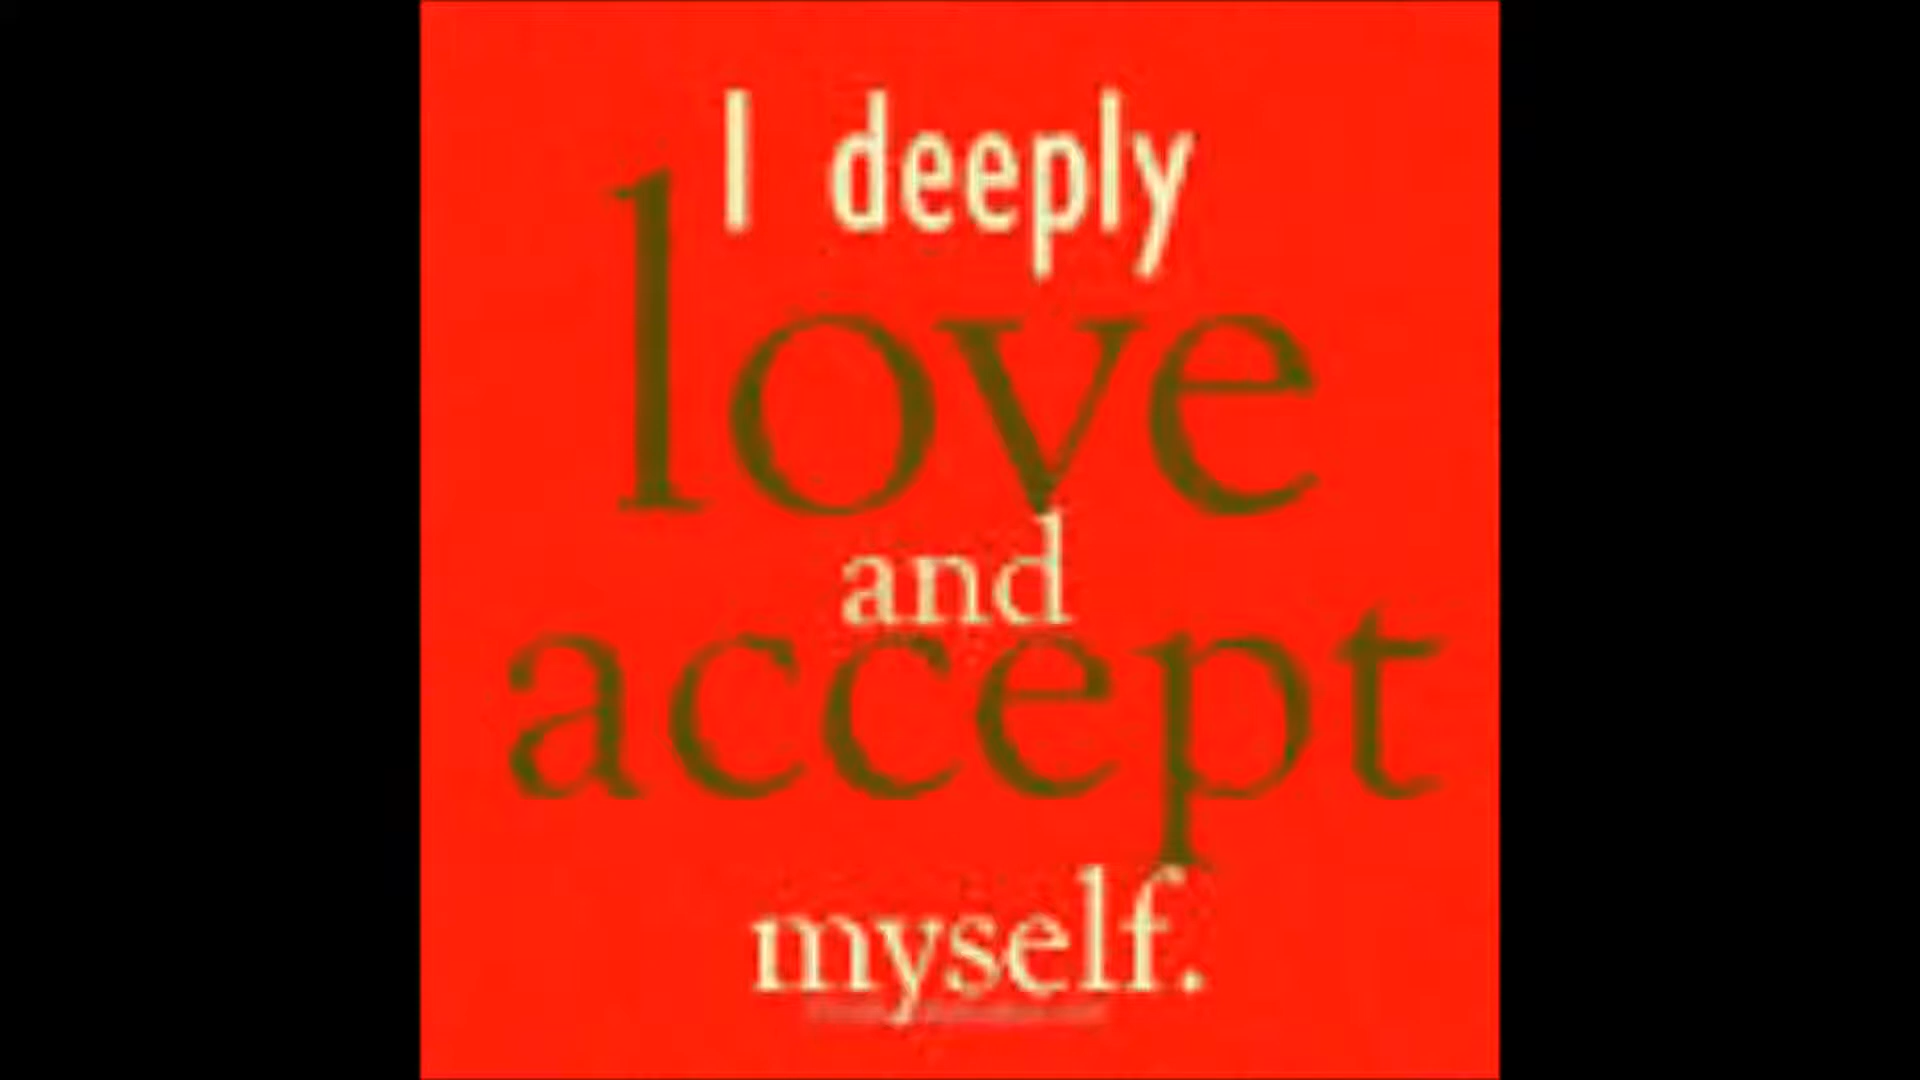 I deeply
love
and
accept
myself.